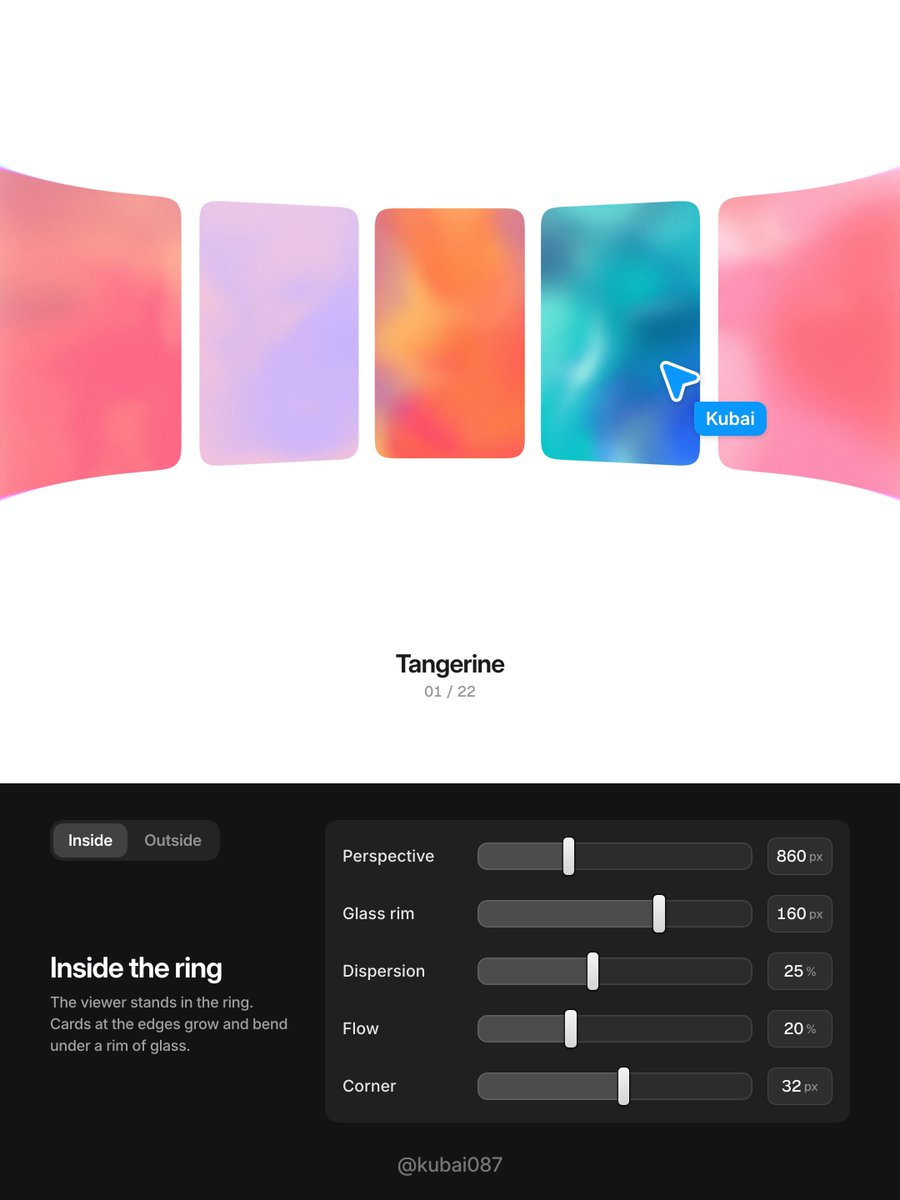 Kubai
Tangerine
01 / 22
Inside Outside
Inside the ring
The viewer stands in the ring.
Cards at the edges grow and bend
under a rim of glass.
Perspective 860 px
Glass rim 160 px
Dispersion 25 %
Flow 20 %
Corner 32 px
@kubai087